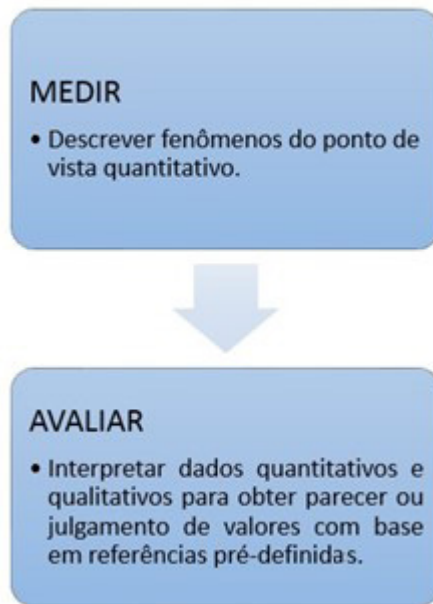 MEDIR
• Descrever fenômenos do ponto de
vista quantitativo.
AVALIAR
• Interpretar dados quantitativos e
qualitativos para obter parecer ou
julgamento de valores com base
em referências pré-definidas.